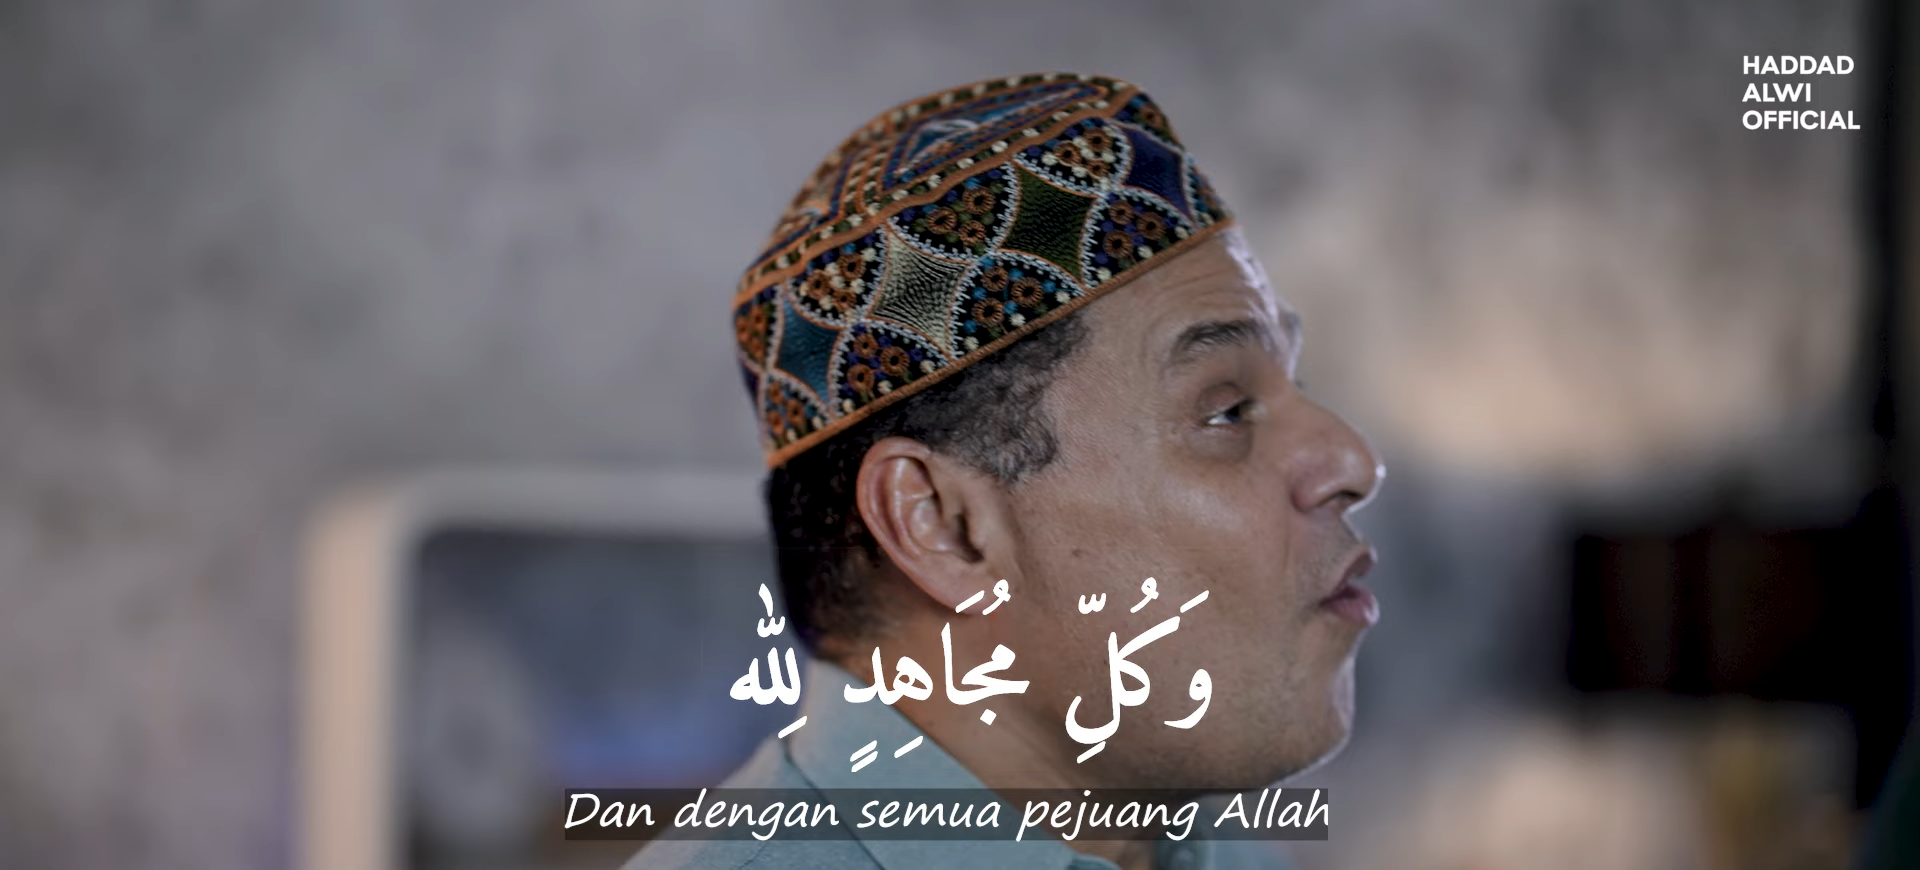 HADDAD
ALWI
OFFICIAL
وَكُلِّ مُجَاهِدٍ لِلّٰه
Dan dengan semua pejuang Allah